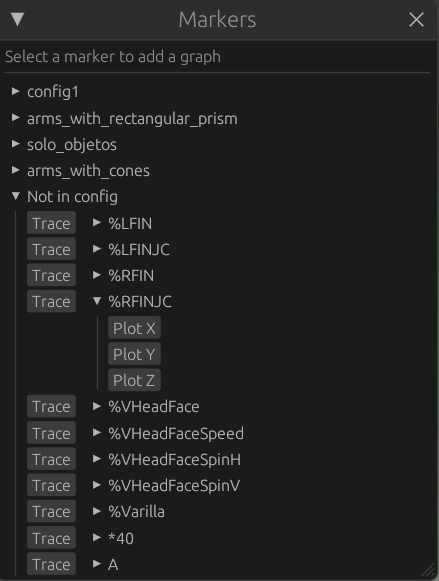 Markers
Select a marker to add a graph
config1
arms_with_rectangular_prism
solo_objetos
arms_with_cones
Not in config
Trace %LFIN
Trace %LFINJC
Trace %RFIN
Trace %RFINJC
Plot X
Plot Y
Plot Z
Trace %VHeadFace
Trace %VHeadFaceSpeed
Trace %VHeadFaceSpinH
Trace %VHeadFaceSpinV
Trace %Varilla
Trace *40
Trace A